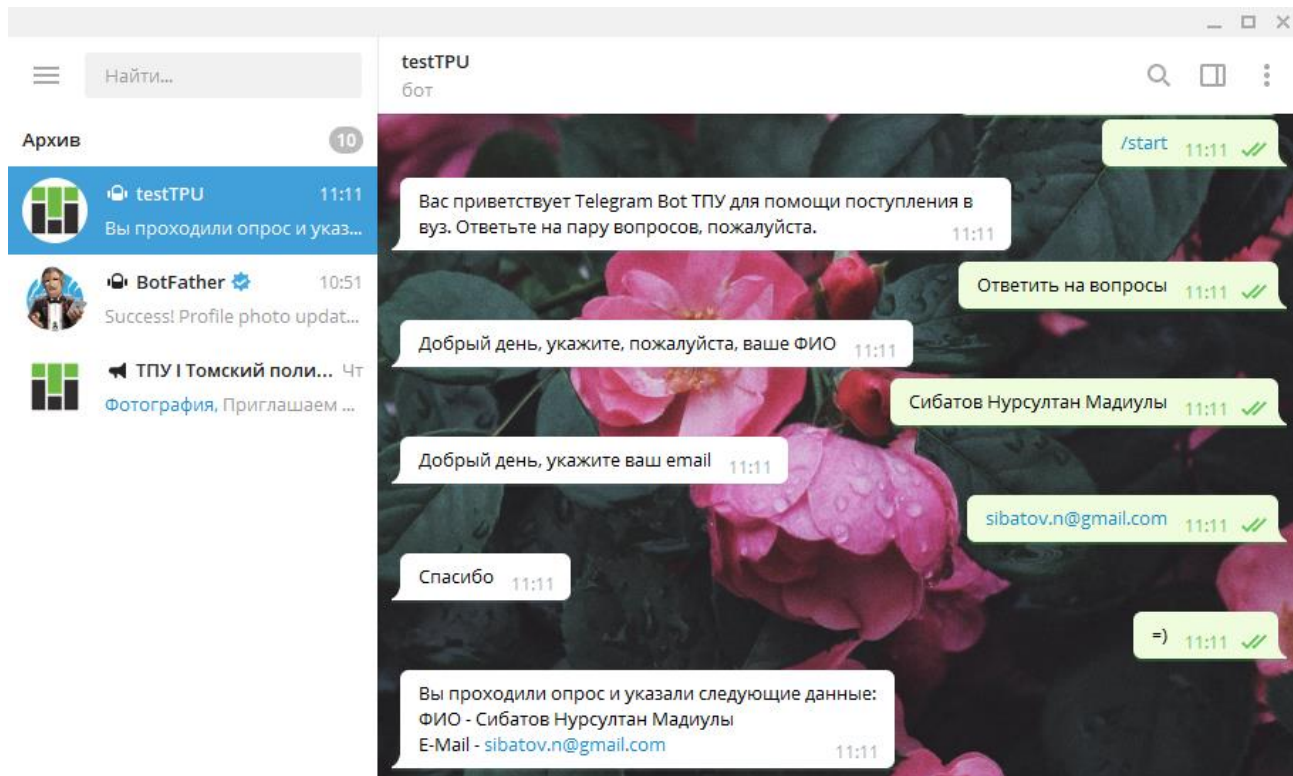 Найти...
Архив
10
testTPU
11:11
Вы проходили опрос и указ...
BotFather
10:51
Success! Profile photo updat...
ТПУ I Томский поли...
Чт
Фотография, Приглашаем ...
testTPU
бот
/start 11:11
Вас приветствует Telegram Bot ТПУ для помощи поступления в
вуз. Ответьте на пару вопросов, пожалуйста. 11:11
Ответить на вопросы 11:11
Добрый день, укажите, пожалуйста, ваше ФИО 11:11
Сибатов Нурсултан Мадиулы 11:11
Добрый день, укажите ваш email 11:11
sibatov.n@gmail.com 11:11
Спасибо 11:11
=) 11:11
Вы проходили опрос и указали следующие данные:
ФИО - Сибатов Нурсултан Мадиулы
E-Mail - sibatov.n@gmail.com 11:11